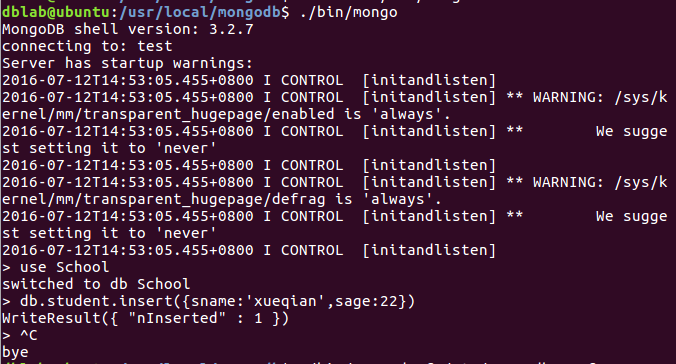 dblab@ubuntu:/usr/local/mongodb$ ./bin/mongo
MongoDB shell version: 3.2.7
connecting to: test
Server has startup warnings:
2016-07-12T14:53:05.455+0800 I CONTROL  [initandlisten]
2016-07-12T14:53:05.455+0800 I CONTROL  [initandlisten] ** WARNING: /sys/k
ernel/mm/transparent_hugepage/enabled is 'always'.
2016-07-12T14:53:05.455+0800 I CONTROL  [initandlisten] **        We sugge
st setting it to 'never'
2016-07-12T14:53:05.455+0800 I CONTROL  [initandlisten]
2016-07-12T14:53:05.455+0800 I CONTROL  [initandlisten] ** WARNING: /sys/k
ernel/mm/transparent_hugepage/defrag is 'always'.
2016-07-12T14:53:05.455+0800 I CONTROL  [initandlisten] **        We sugge
st setting it to 'never'
2016-07-12T14:53:05.455+0800 I CONTROL  [initandlisten]
> use School
switched to db School
> db.student.insert({sname:'xueqian',sage:22})
WriteResult({ "nInserted" : 1 })
> ^C
bye